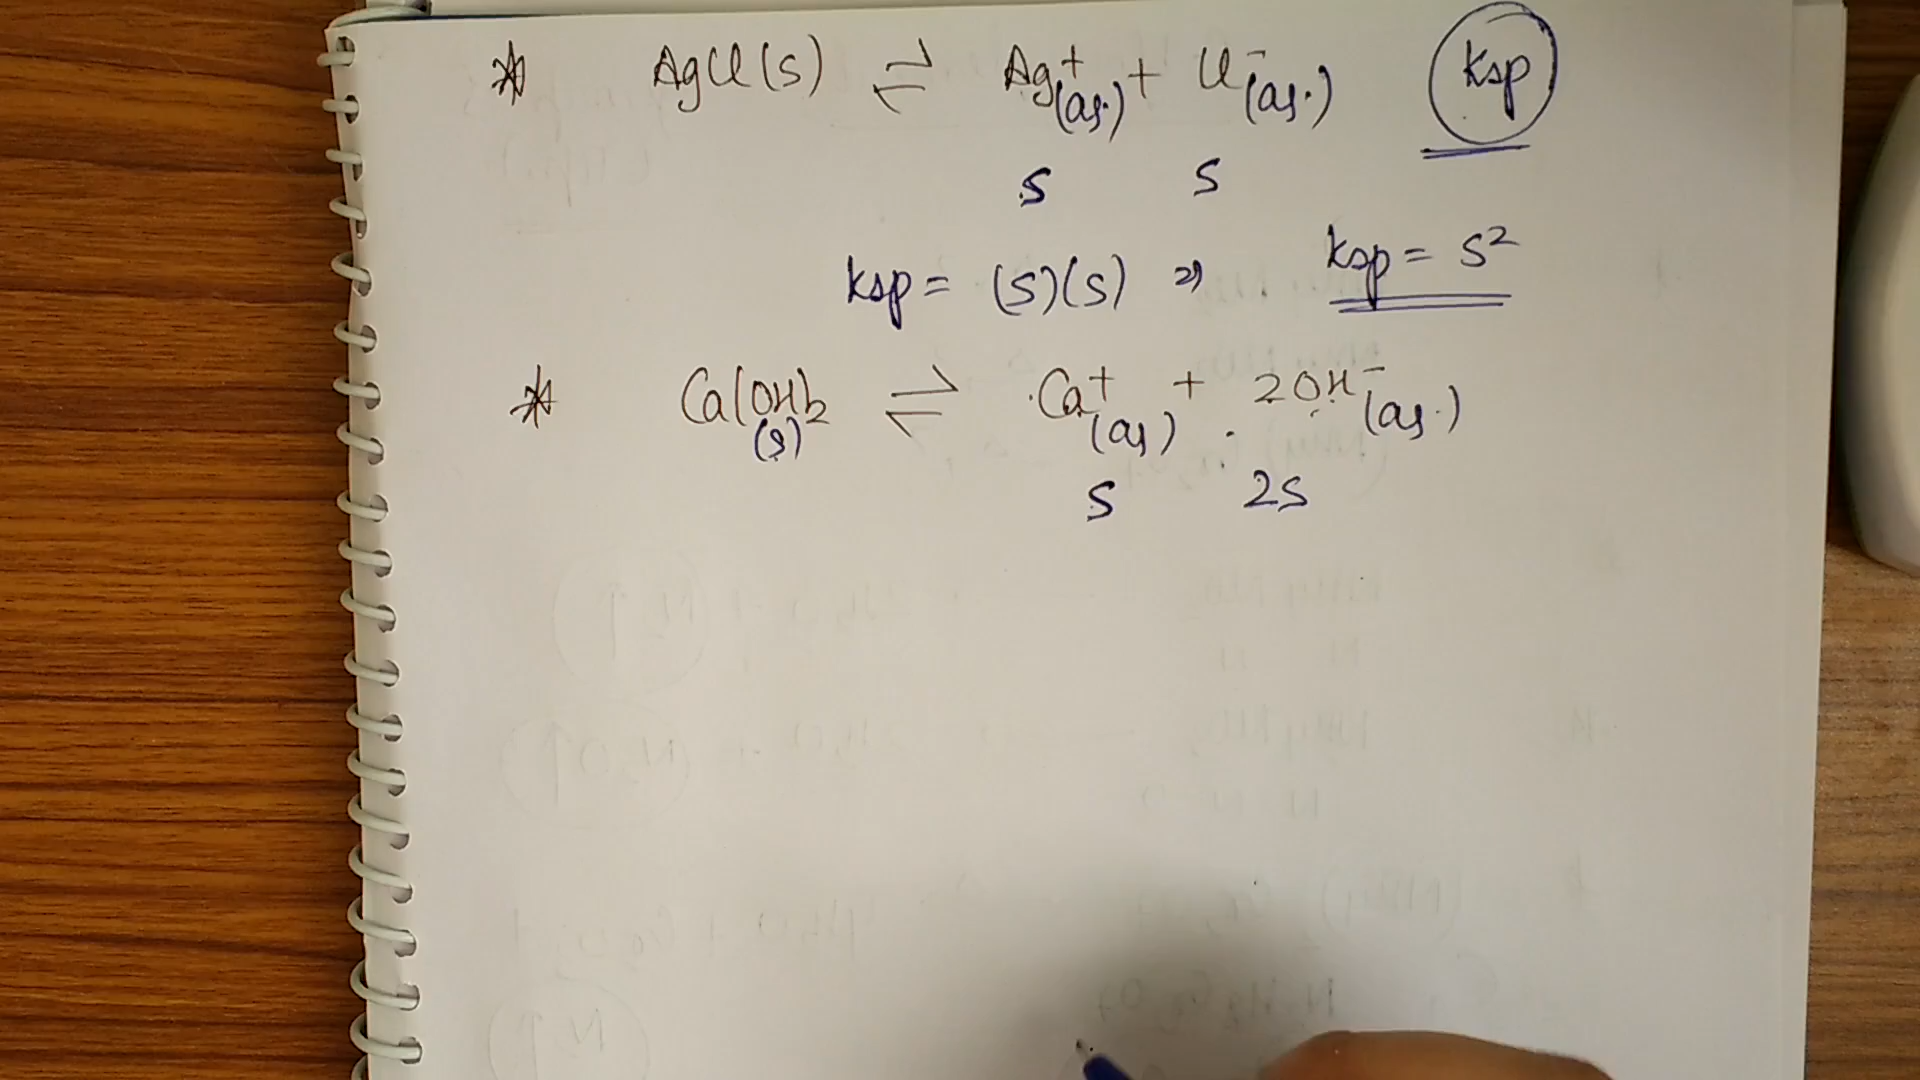 * AgCl(s) ⇌ Ag⁺(aq.) + Cl⁻(aq.) Ksp
s s
Ksp = (s)(s) ⇒ Ksp = s²
* Ca(OH)₂(s) ⇌ Ca⁺(aq) + 2OH⁻(aq.)
s 2s